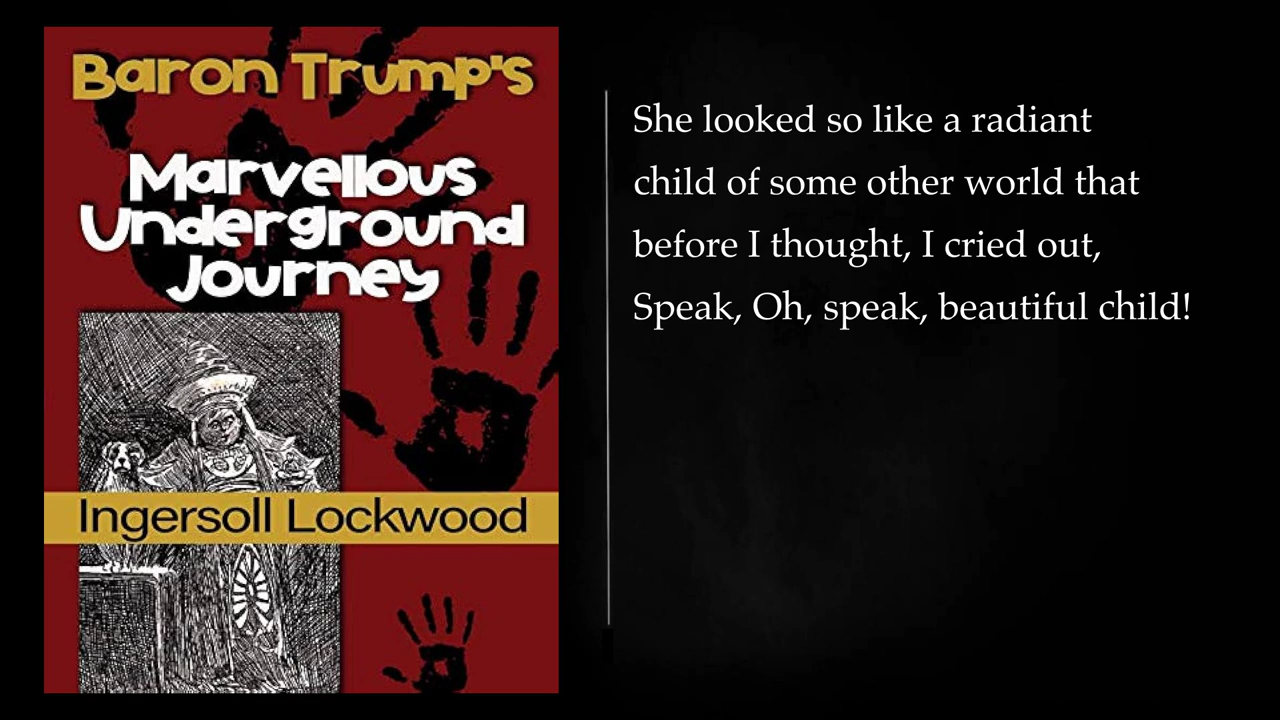 Baron Trump's
Marvellous
Underground
Journey
Ingersoll Lockwood
She looked so like a radiant
child of some other world that
before I thought, I cried out,
Speak, Oh, speak, beautiful child!